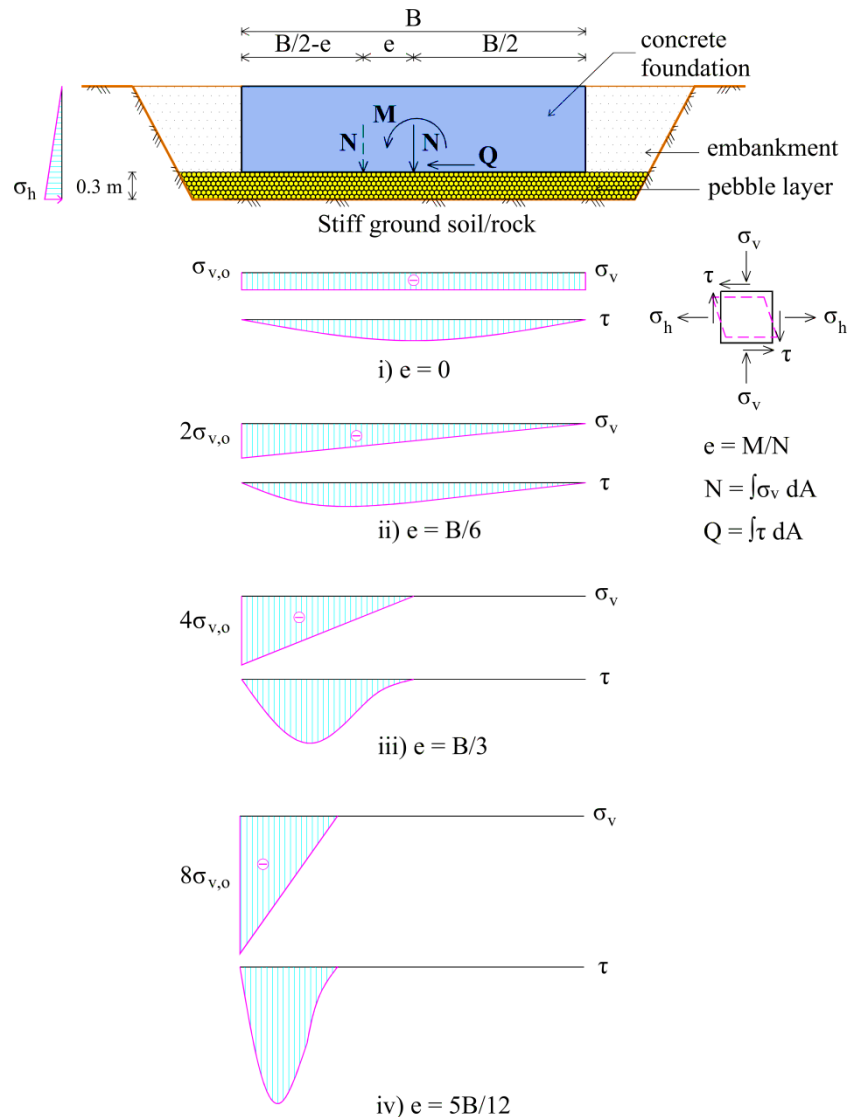 B
B/2-e
e
B/2
concrete
foundation
M
N
N
Q
embankment
σh
0.3 m
pebble layer
Stiff ground soil/rock
σv,o
σv
τ
i) e = 0
σv
τ
σh
σh
τ
σv
2σv,o
σv
τ
ii) e = B/6
e = M/N
N = ∫σv dA
Q = ∫τ dA
4σv,o
σv
τ
iii) e = B/3
8σv,o
σv
τ
iv) e = 5B/12